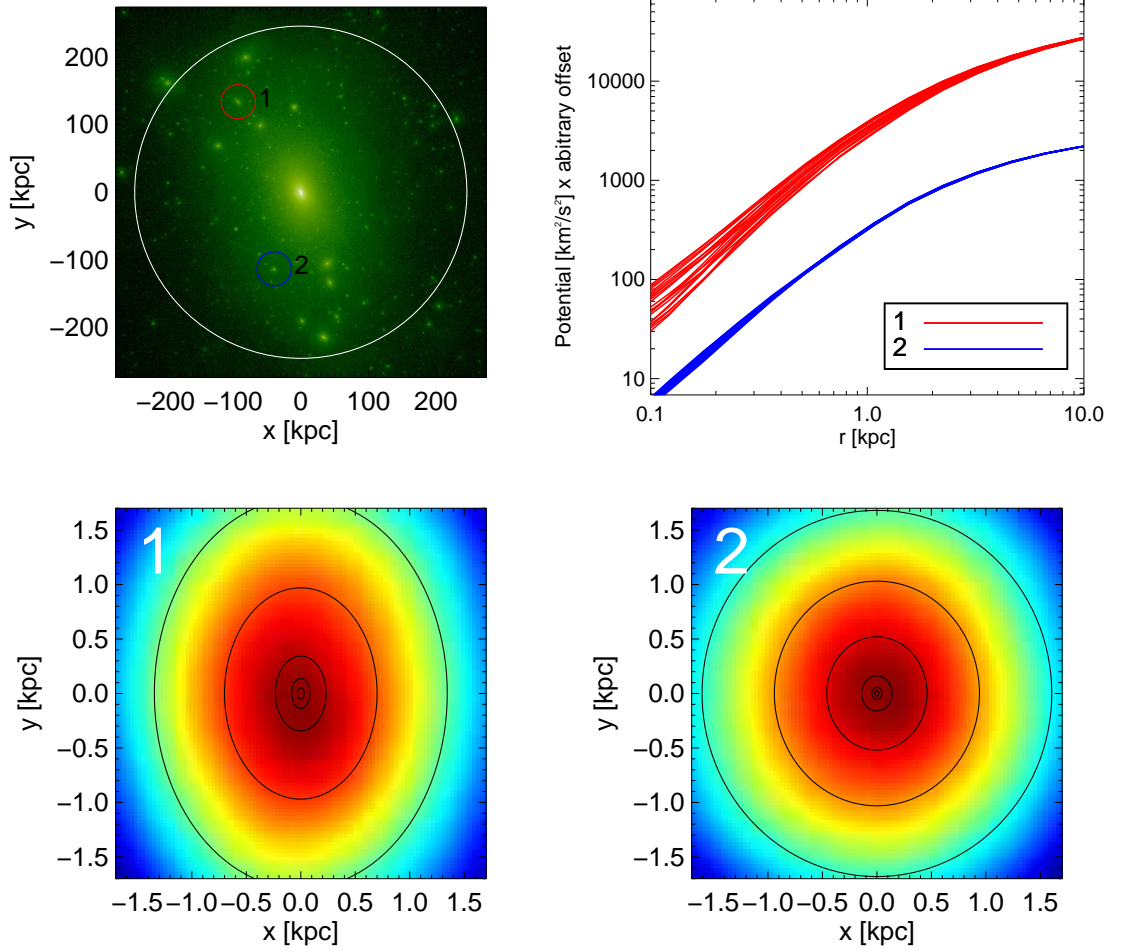 200
100
0
−100
−200
y [kpc]
1
2
−200 −100 0 100 200
x [kpc]
10000
1000
100
10
Potential [km²/s²] x abitrary offset
1
2
0.1 1.0 10.0
r [kpc]
1
1.5
1.0
0.5
0.0
−0.5
−1.0
−1.5
y [kpc]
−1.5−1.0−0.5 0.0 0.5 1.0 1.5
x [kpc]
2
1.5
1.0
0.5
0.0
−0.5
−1.0
−1.5
y [kpc]
−1.5−1.0−0.5 0.0 0.5 1.0 1.5
x [kpc]